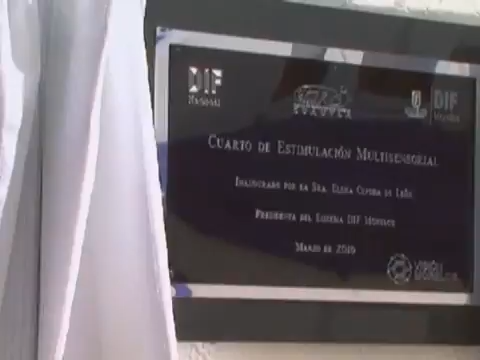 DIF
Nacional
DIF
Morelos
CUARTO DE ESTIMULACIÓN MULTISENSORIAL
INAUGURADO POR LA SRA. ELENA CEPEDA DE LEÓN
PRESIDENTA DEL SISTEMA DIF MORELOS
MARZO DE 2010